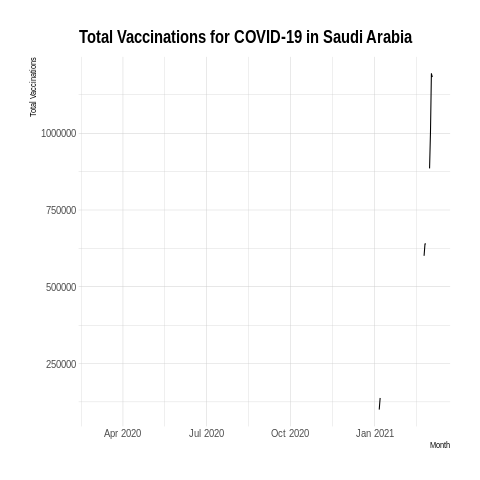 Total Vaccinations for COVID-19 in Saudi Arabia
Total Vaccinations
1000000
750000
500000
250000
Apr 2020 Jul 2020 Oct 2020 Jan 2021
Month